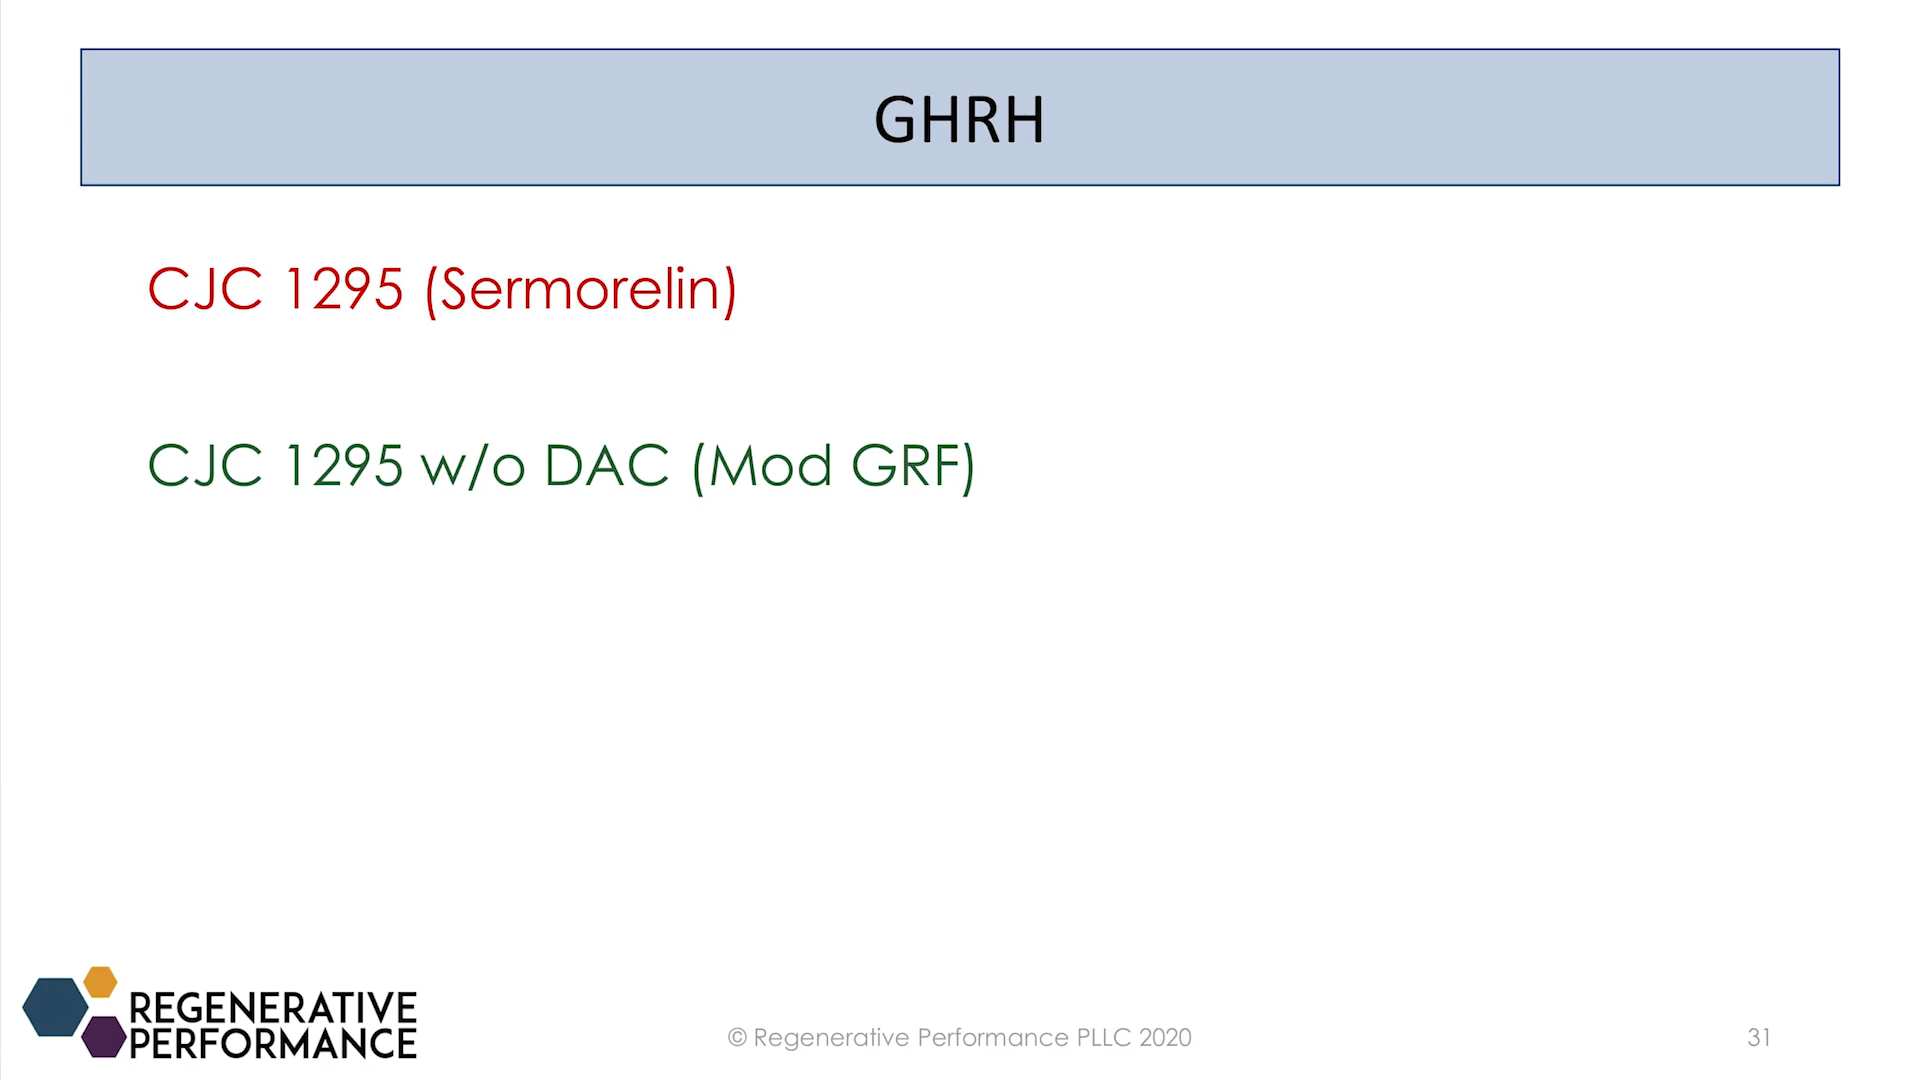 GHRH
CJC 1295 (Sermorelin)
CJC 1295 w/o DAC (Mod GRF)
REGENERATIVE
PERFORMANCE
© Regenerative Performance PLLC 2020
31